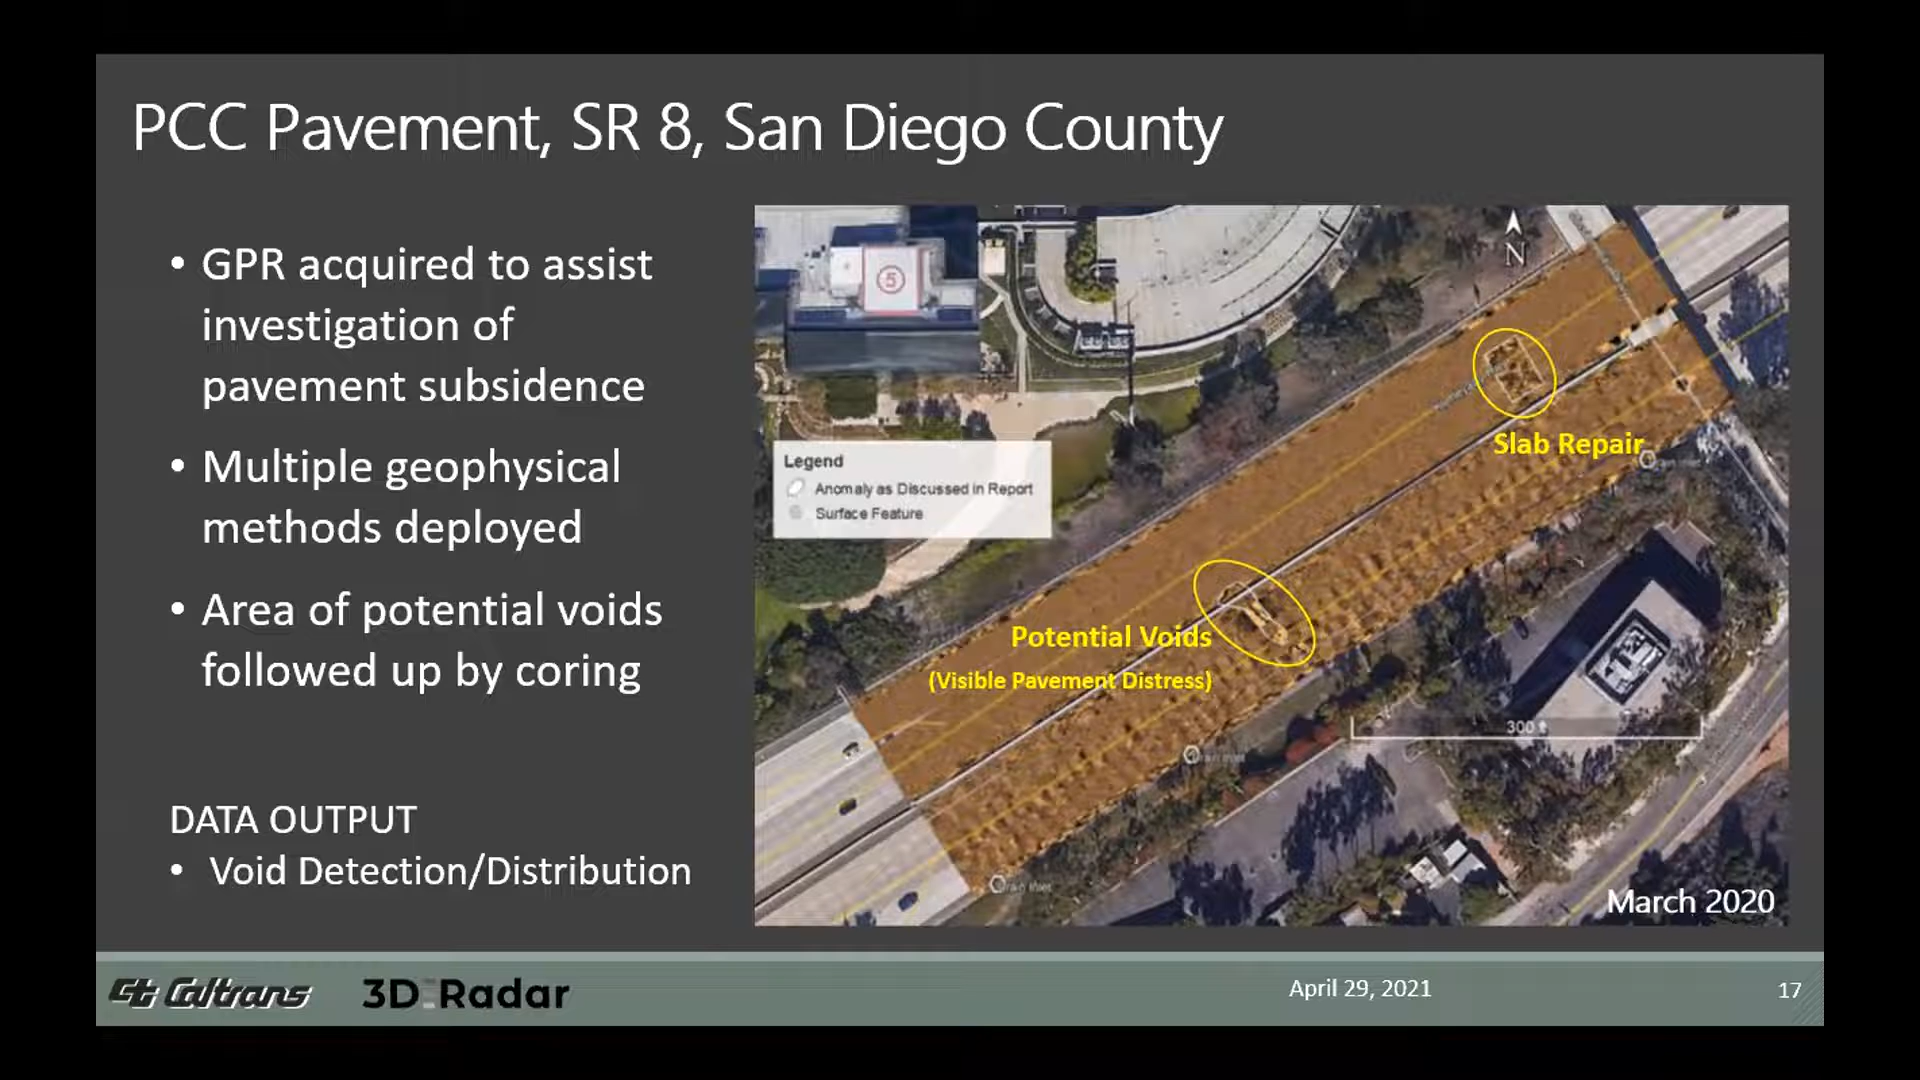 PCC Pavement, SR 8, San Diego County
• GPR acquired to assist
investigation of
pavement subsidence
• Multiple geophysical
methods deployed
• Area of potential voids
followed up by coring
DATA OUTPUT
• Void Detection/Distribution
5
N
Slab Repair
Legend
Anomaly as Discussed in Report
Surface Feature
Potential Voids
(Visible Pavement Distress)
300 ft
March 2020
Caltrans
3D Radar
April 29, 2021
17